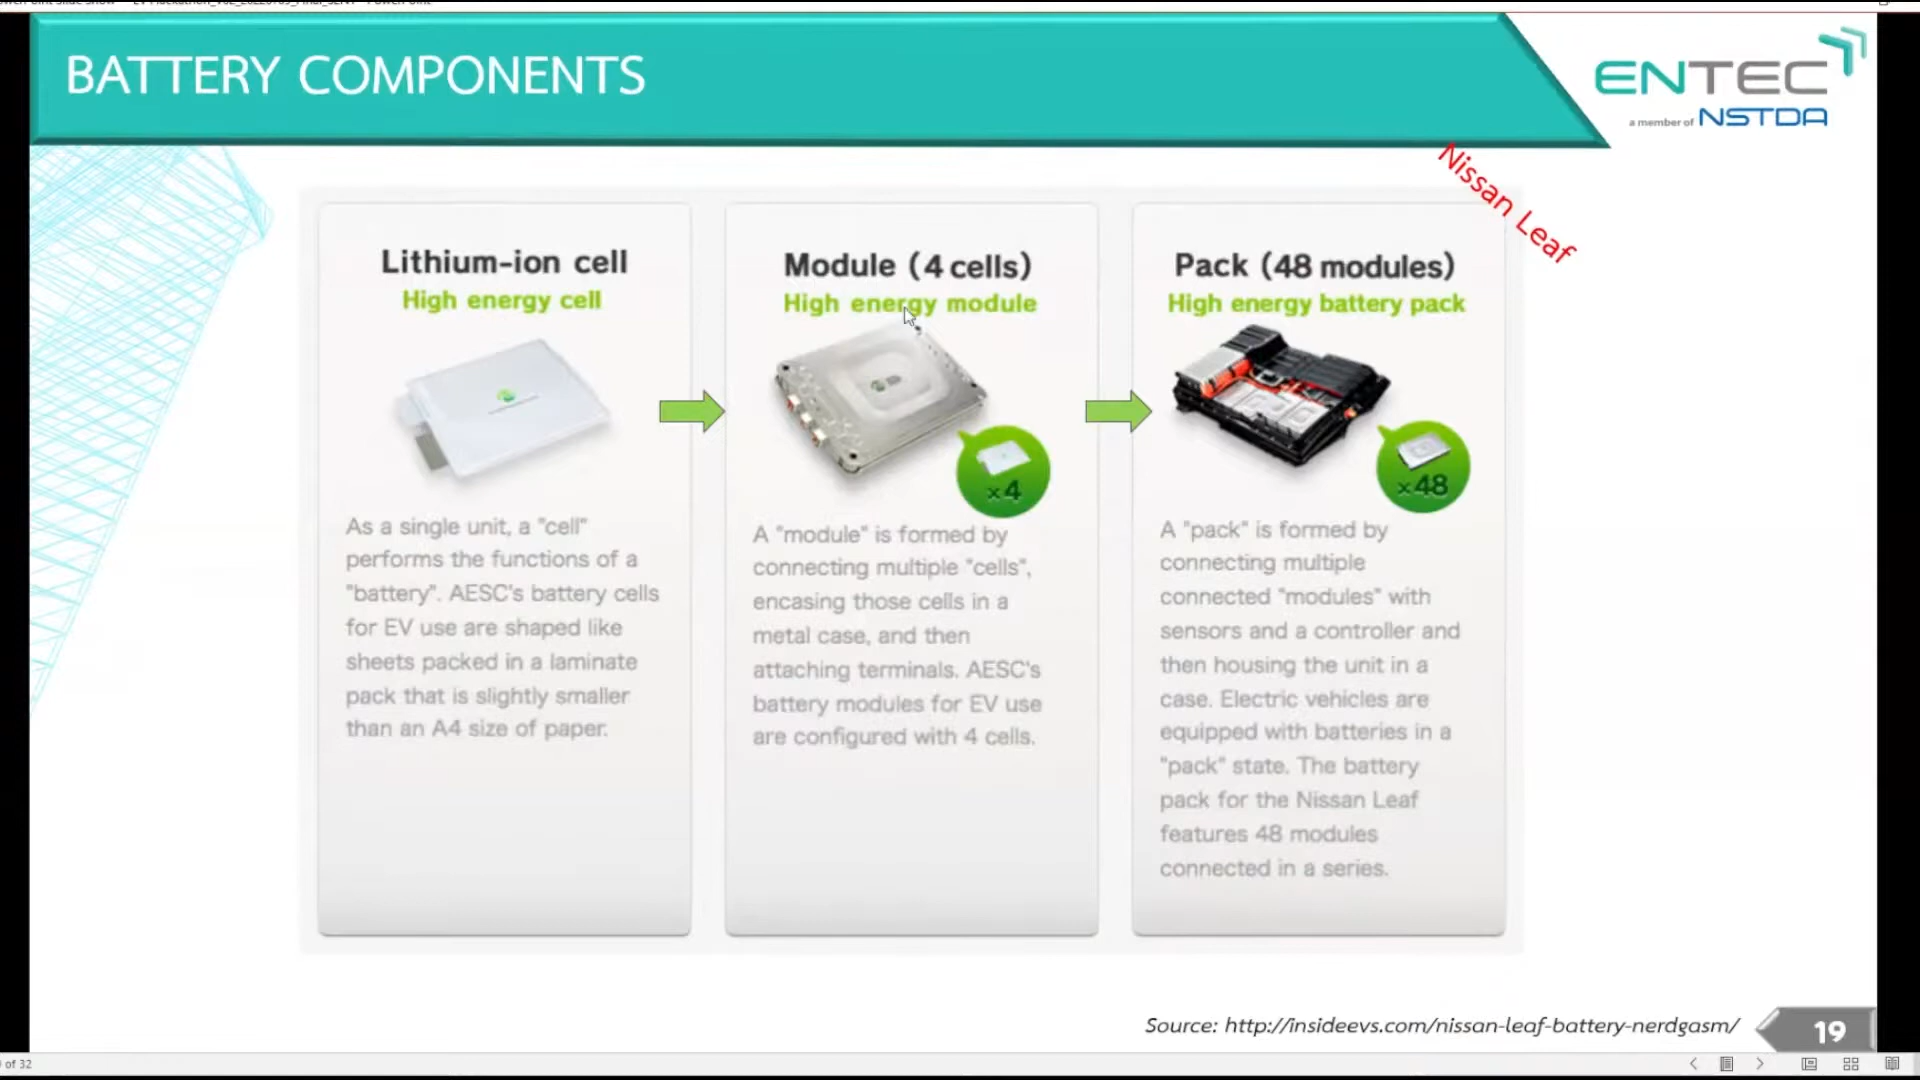 BATTERY COMPONENTS
ENTEC
a member of NSTDA
Nissan Leaf
Lithium-ion cell
High energy cell
As a single unit, a "cell"
performs the functions of a
"battery". AESC's battery cells
for EV use are shaped like
sheets packed in a laminate
pack that is slightly smaller
than an A4 size of paper.
Module (4 cells)
High energy module
x4
A "module" is formed by
connecting multiple "cells",
encasing those cells in a
metal case, and then
attaching terminals. AESC's
battery modules for EV use
are configured with 4 cells.
Pack (48 modules)
High energy battery pack
x48
A "pack" is formed by
connecting multiple
connected "modules" with
sensors and a controller and
then housing the unit in a
case. Electric vehicles are
equipped with batteries in a
"pack" state. The battery
pack for the Nissan Leaf
features 48 modules
connected in a series.
Source: http://insideevs.com/nissan-leaf-battery-nerdgasm/
19
of 32